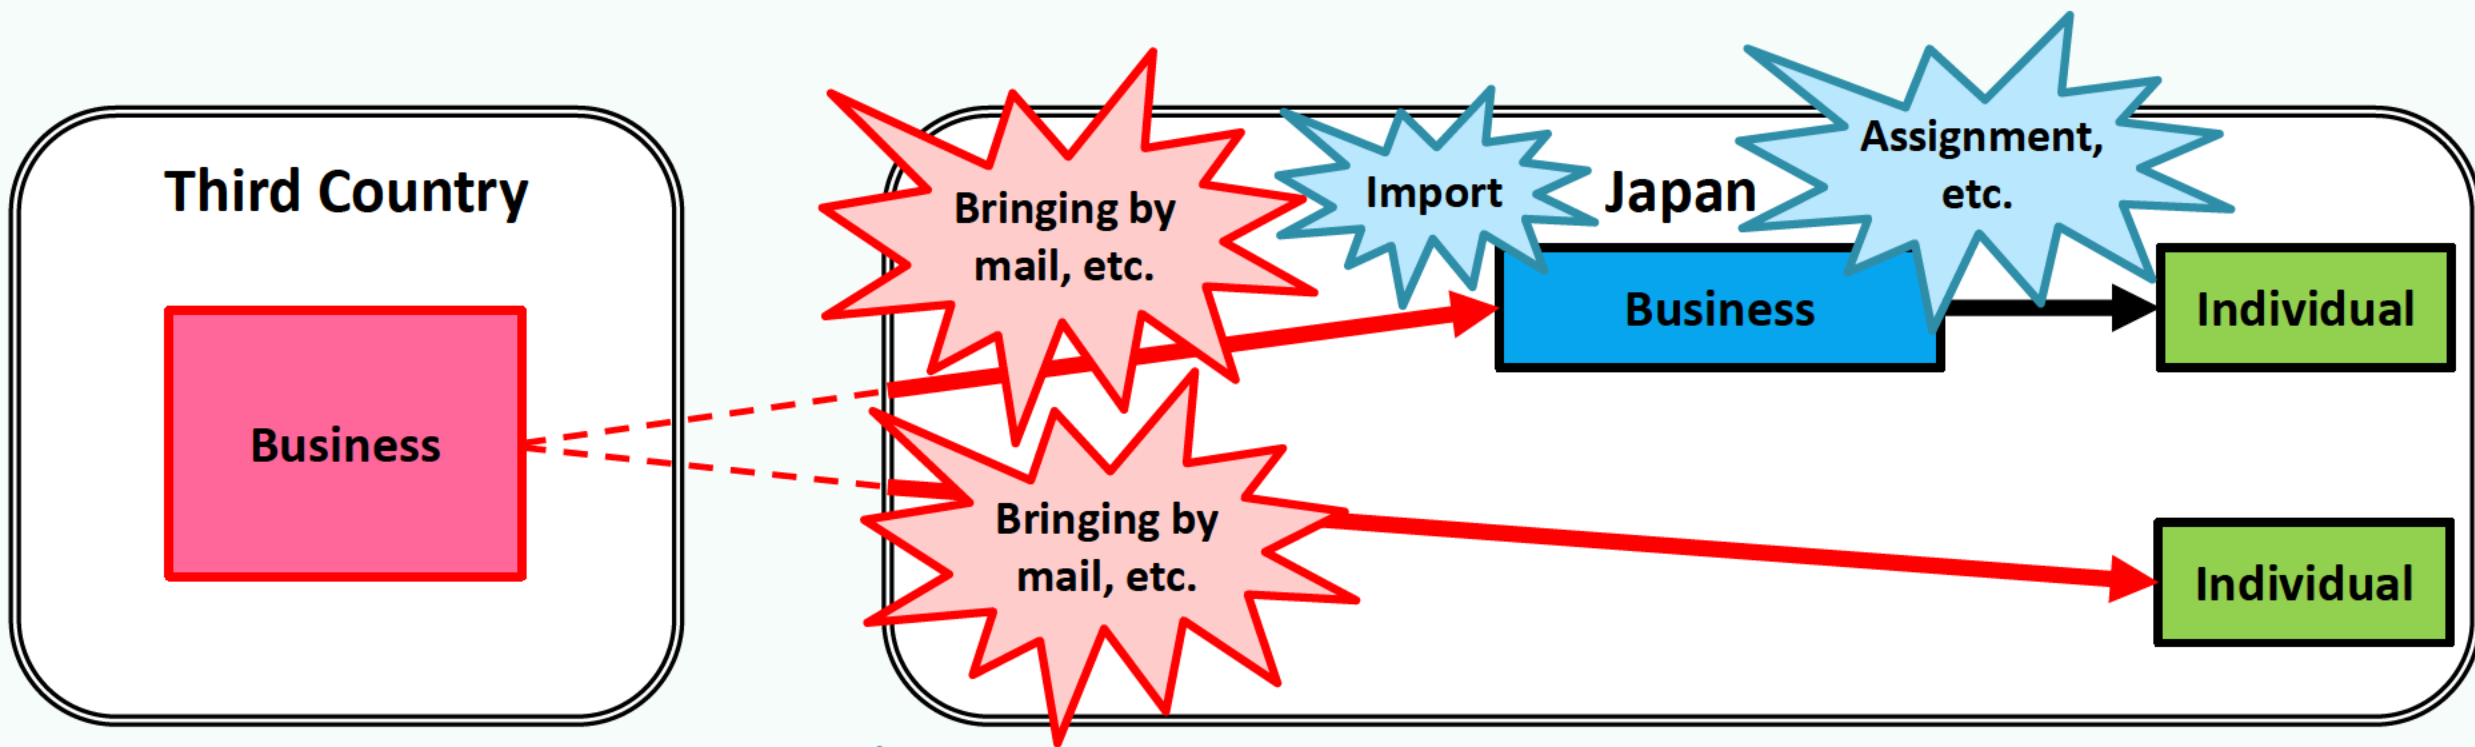 Third Country
Business
Bringing by
mail, etc.
Import
Japan
Assignment,
etc.
Business
Individual
Bringing by
mail, etc.
Individual